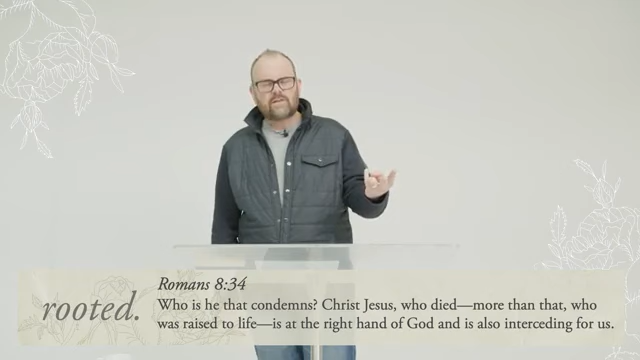 rooted.
Romans 8:34
Who is he that condemns? Christ Jesus, who died—more than that, who
was raised to life—is at the right hand of God and is also interceding for us.